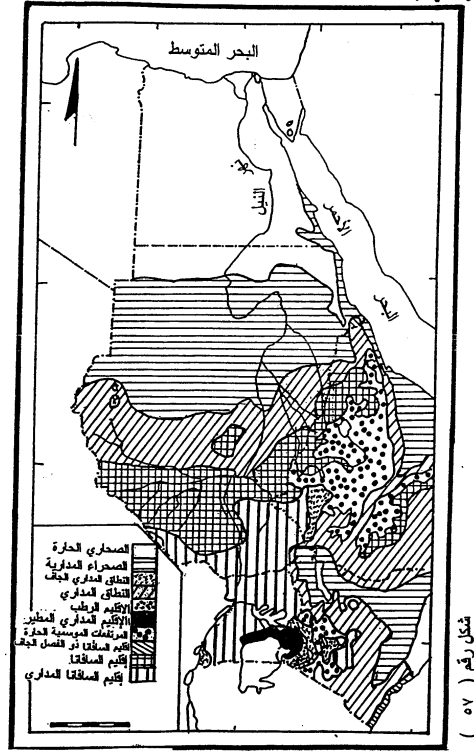 البحر المتوسط
نهر
النيل
البحر
الأحمر
الصحاري الحارة
الصحراء المدارية
النطاق المداري الجاف
النطاق المداري
الإقليم الرطب
الإقليم المداري المطير
المرتفعات الموسمية الحارة
إقليم السافانا ذو الفصل الجاف
إقليم السافانا
إقليم السافانا المداري
شكل رقم ( ٥٧ )